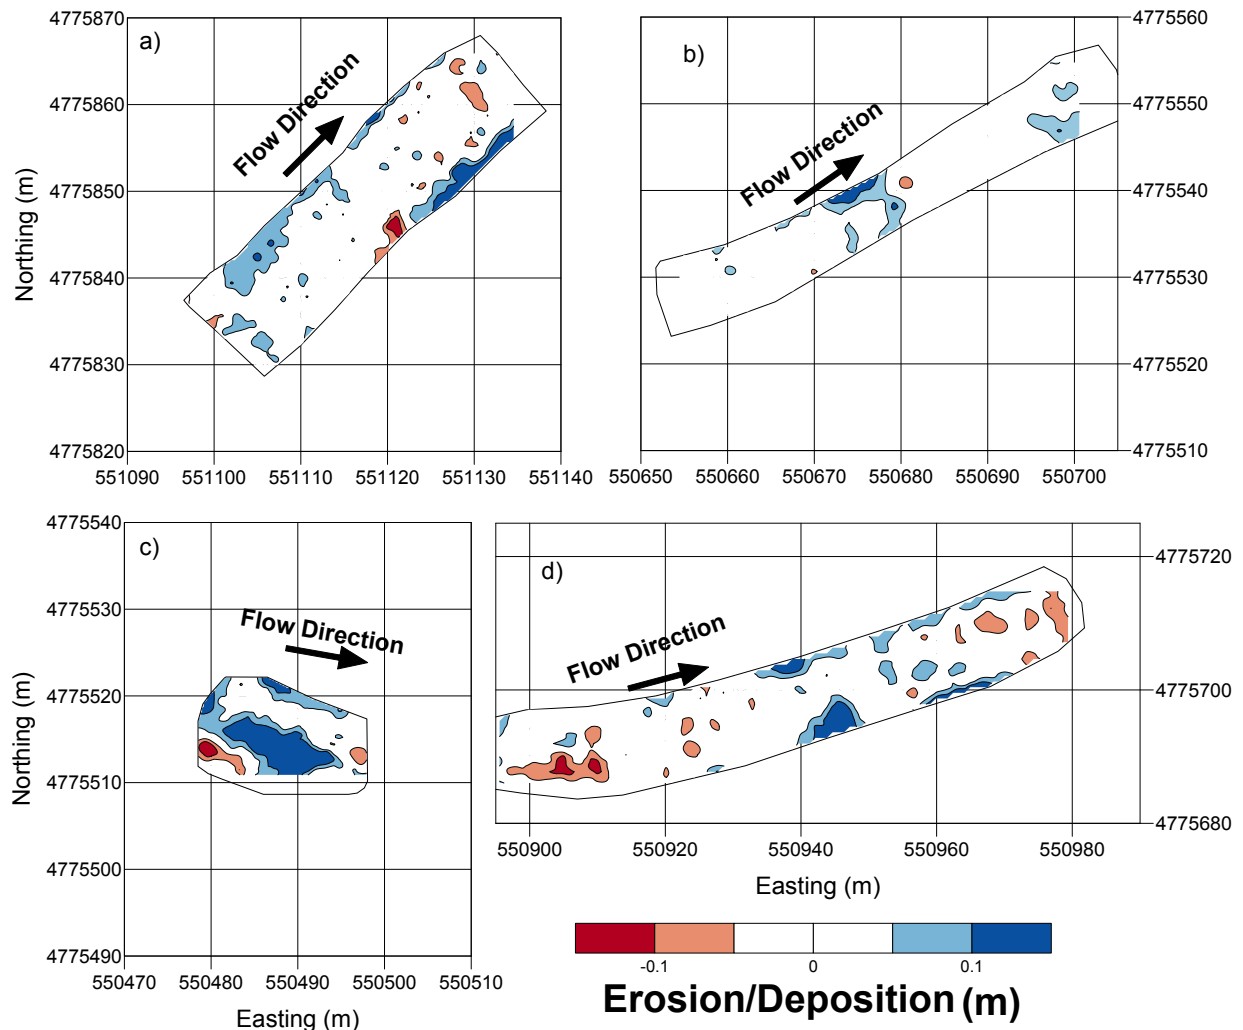 a)
Flow Direction
Northing (m)
4775870
4775860
4775850
4775840
4775830
4775820
551090 551100 551110 551120 551130 551140
b)
Flow Direction
4775560
4775550
4775540
4775530
4775520
4775510
550650 550660 550670 550680 550690 550700
c)
Flow Direction
Northing (m)
4775540
4775530
4775520
4775510
4775500
4775490
550470 550480 550490 550500 550510
Easting (m)
d)
Flow Direction
4775720
4775700
4775680
550900 550920 550940 550960 550980
Easting (m)
-0.1 0 0.1
Erosion/Deposition (m)